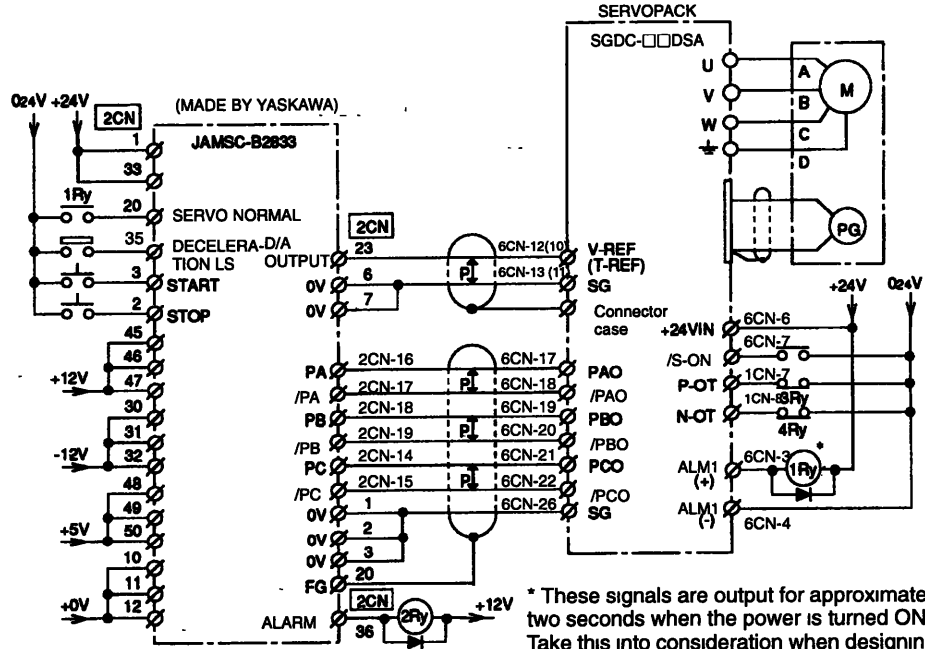 SERVOPACK
SGDC-□□DSA
U
V
W
A
B
C
D
M
PG
024V +24V
2CN
(MADE BY YASKAWA)
JAMSC-B2833
1
33
1Ry
20
SERVO NORMAL
35
DECELERA-
TION LS
D/A
OUTPUT
3
START
2
STOP
45
46
47
+12V
30
31
32
-12V
48
49
50
+5V
10
11
12
+0V
2CN
23
6
0V
7
0V
P
6CN-12(10)
6CN-13 (11)
V-REF
(T-REF)
SG
Connector
case
PA 2CN-16 6CN-17 PAO
/PA 2CN-17 P 6CN-18 /PAO
PB 2CN-18 6CN-19 PBO
/PB 2CN-19 P 6CN-20 /PBO
PC 2CN-14 6CN-21 PCO
/PC 2CN-15 P 6CN-22 /PCO
0V 1 6CN-26 SG
0V 2
0V 3
FG 20
2CN
ALARM 36 2Ry +12V
+24V 024V
+24VIN 6CN-6
/S-ON 6CN-7
P-OT 1CN-7
3Ry
N-OT 1CN-8
4Ry
ALM1
(+)
6CN-3
1Ry
*
ALM1
(-)
6CN-4
* These signals are output for approximate
two seconds when the power is turned ON
Take this into consideration when designin